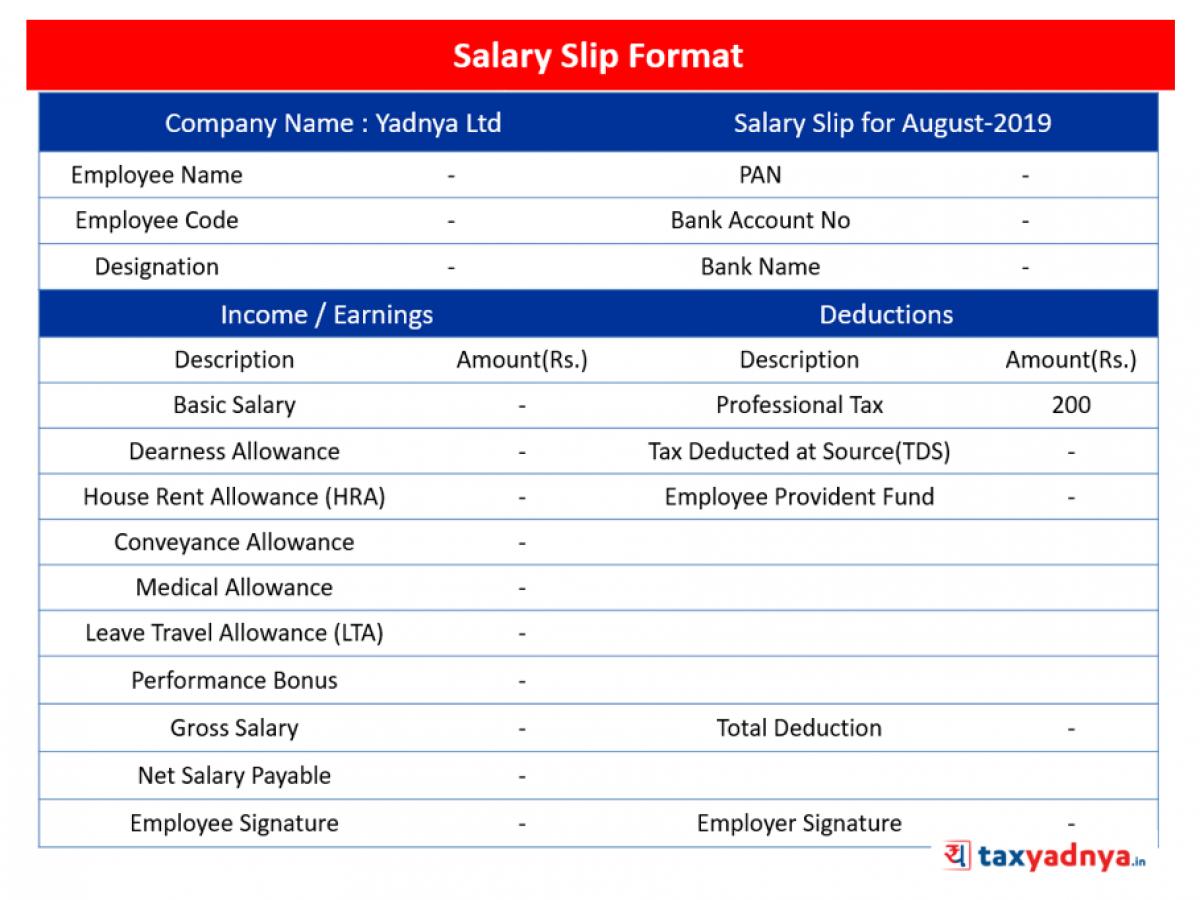 Salary Slip Format
Company Name : Yadnya Ltd Salary Slip for August-2019
Employee Name - PAN -
Employee Code - Bank Account No -
Designation - Bank Name -
Income / Earnings Deductions
Description Amount(Rs.) Description Amount(Rs.)
Basic Salary - Professional Tax 200
Dearness Allowance - Tax Deducted at Source(TDS) -
House Rent Allowance (HRA) - Employee Provident Fund -
Conveyance Allowance -
Medical Allowance -
Leave Travel Allowance (LTA) -
Performance Bonus -
Gross Salary - Total Deduction -
Net Salary Payable -
Employee Signature - Employer Signature -
य taxyadnya.in